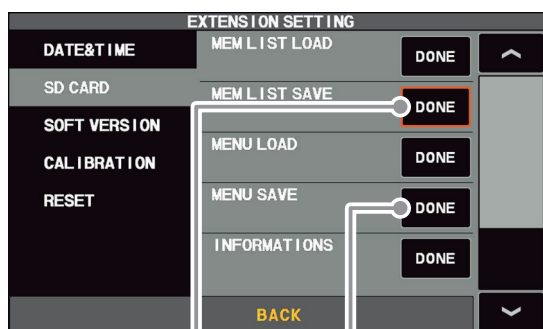 EXTENSION SETTING
DATE&TIME
MEM LIST LOAD
DONE
SD CARD
MEM LIST SAVE
DONE
SOFT VERSION
CALIBRATION
MENU LOAD
DONE
RESET
MENU SAVE
DONE
INFORMATIONS
DONE
BACK